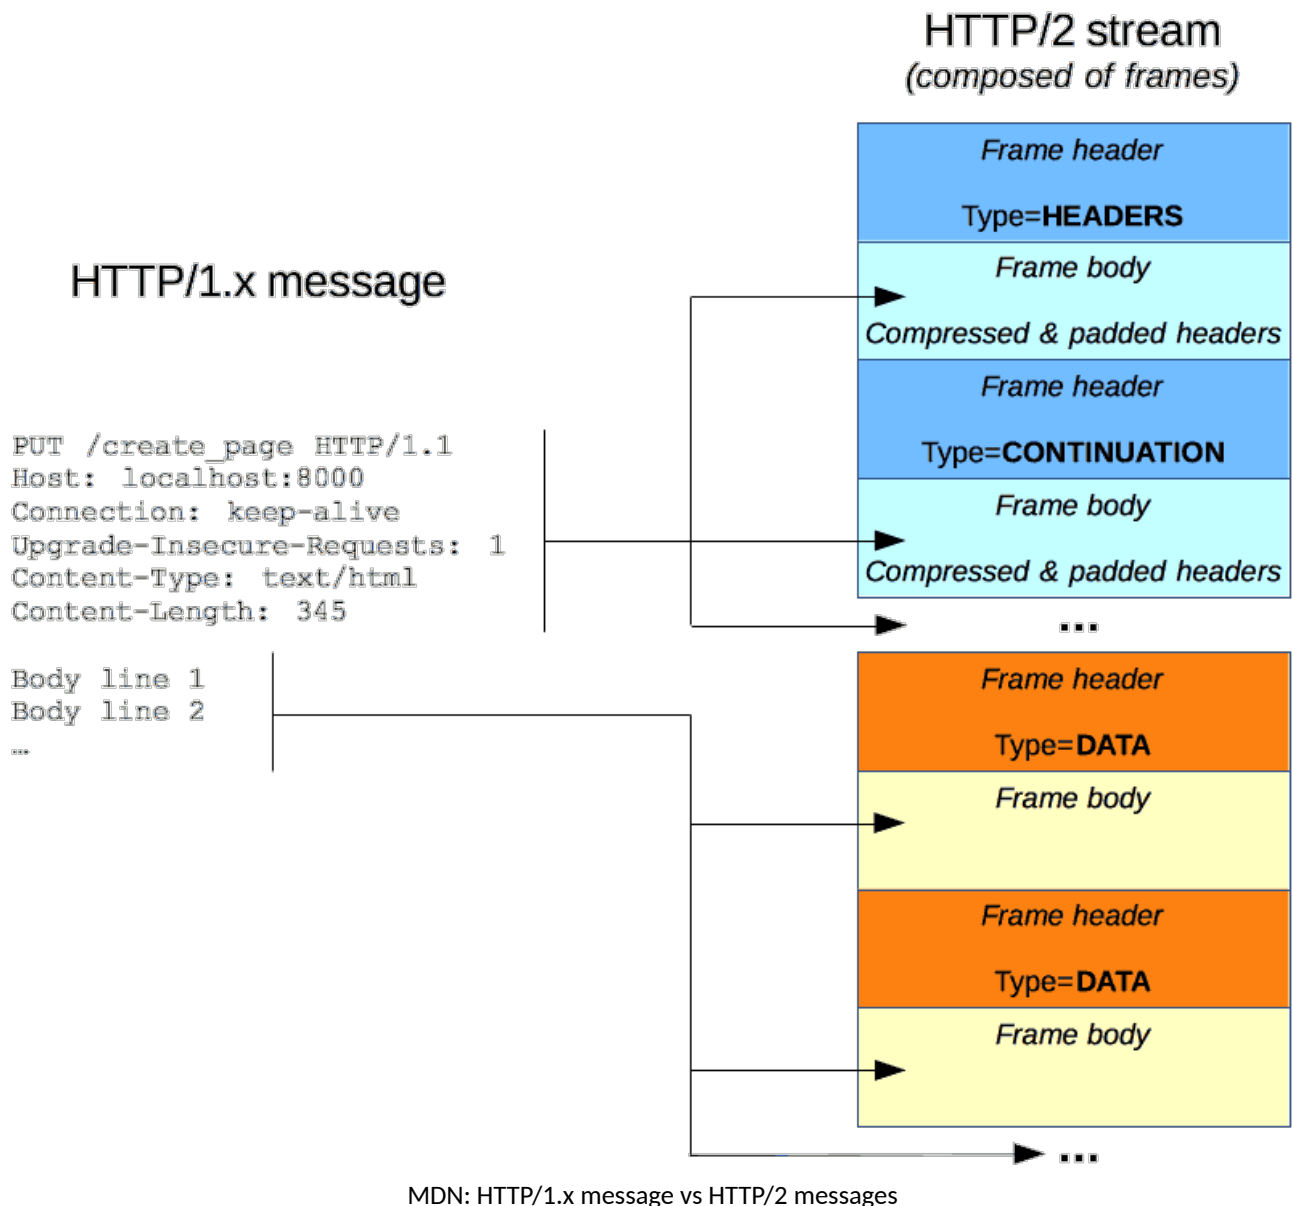 HTTP/2 stream
(composed of frames)
Frame header
Type=HEADERS
Frame body
Compressed & padded headers
Frame header
Type=CONTINUATION
Frame body
Compressed & padded headers
...
Frame header
Type=DATA
Frame body
Frame header
Type=DATA
Frame body
...
HTTP/1.x message
PUT /create_page HTTP/1.1
Host: localhost:8000
Connection: keep-alive
Upgrade-Insecure-Requests: 1
Content-Type: text/html
Content-Length: 345
Body line 1
Body line 2
…
MDN: HTTP/1.x message vs HTTP/2 messages